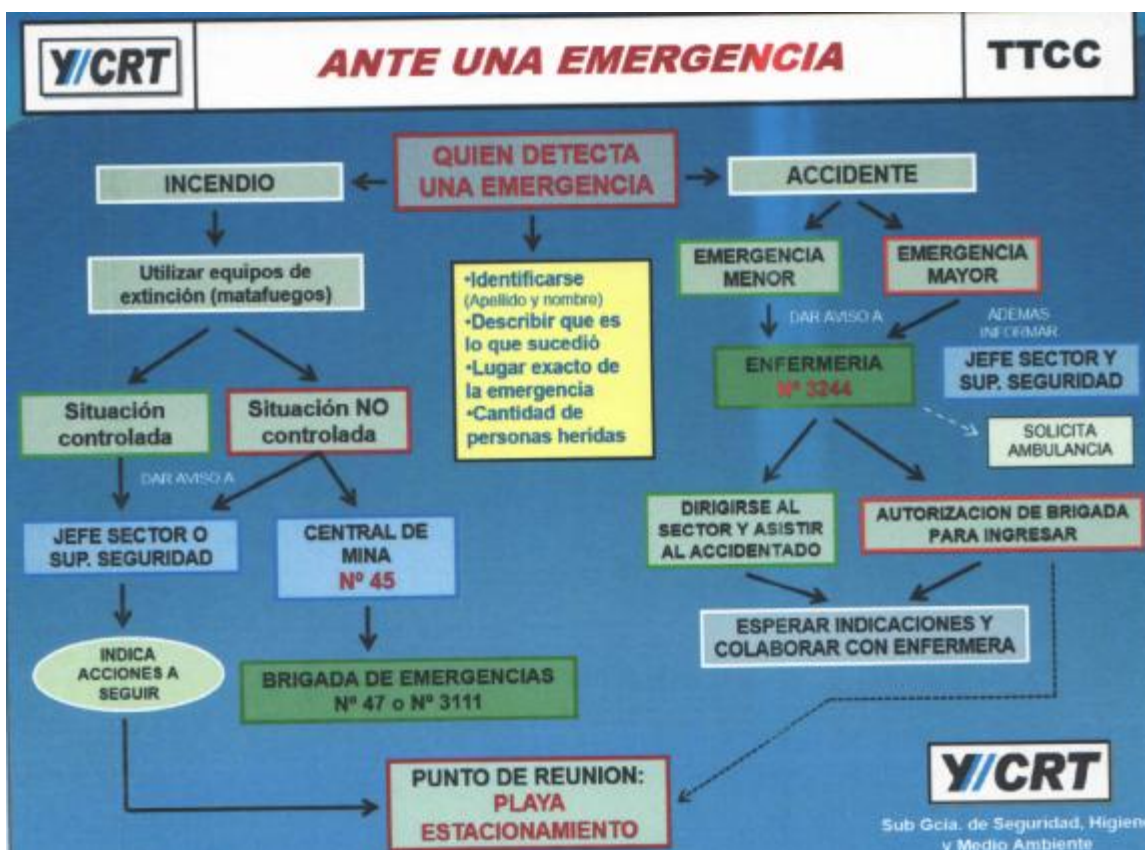 Y//CRT
ANTE UNA EMERGENCIA
TTCC
QUIEN DETECTA
UNA EMERGENCIA
INCENDIO
ACCIDENTE
Utilizar equipos de
extinción (matafuegos)
•Identificarse
(Apellido y nombre)
•Describir que es
lo que sucedió
•Lugar exacto de
la emergencia
•Cantidad de
personas heridas
EMERGENCIA
MENOR
EMERGENCIA
MAYOR
DAR AVISO A
ADEMAS
INFORMAR
ENFERMERIA
Nº 3244
JEFE SECTOR Y
SUP. SEGURIDAD
SOLICITA
AMBULANCIA
Situación
controlada
Situación NO
controlada
DAR AVISO A
JEFE SECTOR O
SUP. SEGURIDAD
CENTRAL DE
MINA
Nº 45
DIRIGIRSE AL
SECTOR Y ASISTIR
AL ACCIDENTADO
AUTORIZACION DE BRIGADA
PARA INGRESAR
ESPERAR INDICACIONES Y
COLABORAR CON ENFERMERA
INDICA
ACCIONES A
SEGUIR
BRIGADA DE EMERGENCIAS
Nº 47 o Nº 3111
PUNTO DE REUNION:
PLAYA
ESTACIONAMIENTO
Y//CRT
Sub Gcia. de Seguridad, Higiene
y Medio Ambiente